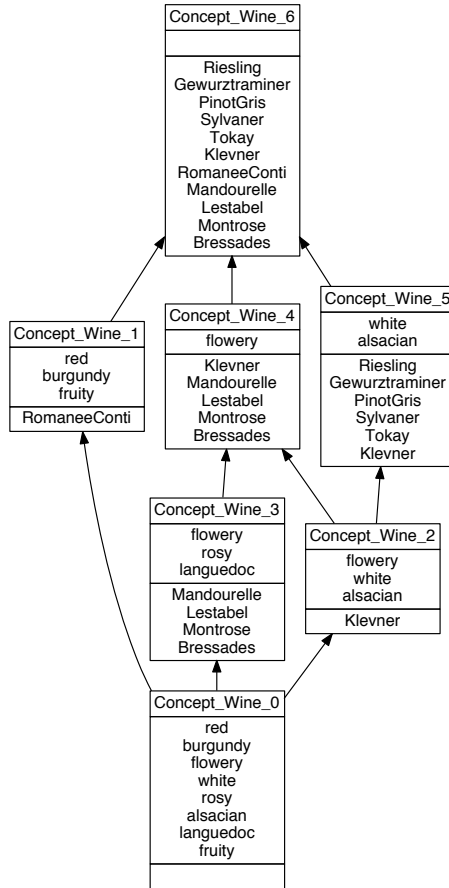 Concept_Wine_6
Riesling
Gewurztraminer
PinotGris
Sylvaner
Tokay
Klevner
RomaneeConti
Mandourelle
Lestabel
Montrose
Bressades
Concept_Wine_1
red
burgundy
fruity
RomaneeConti
Concept_Wine_4
flowery
Klevner
Mandourelle
Lestabel
Montrose
Bressades
Concept_Wine_5
white
alsacian
Riesling
Gewurztraminer
PinotGris
Sylvaner
Tokay
Klevner
Concept_Wine_3
flowery
rosy
languedoc
Mandourelle
Lestabel
Montrose
Bressades
Concept_Wine_2
flowery
white
alsacian
Klevner
Concept_Wine_0
red
burgundy
flowery
white
rosy
alsacian
languedoc
fruity